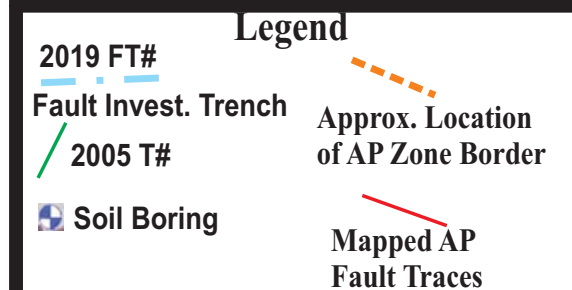 Legend
2019 FT#
Fault Invest. Trench
2005 T#
Soil Boring
Approx. Location
of AP Zone Border
Mapped AP
Fault Traces